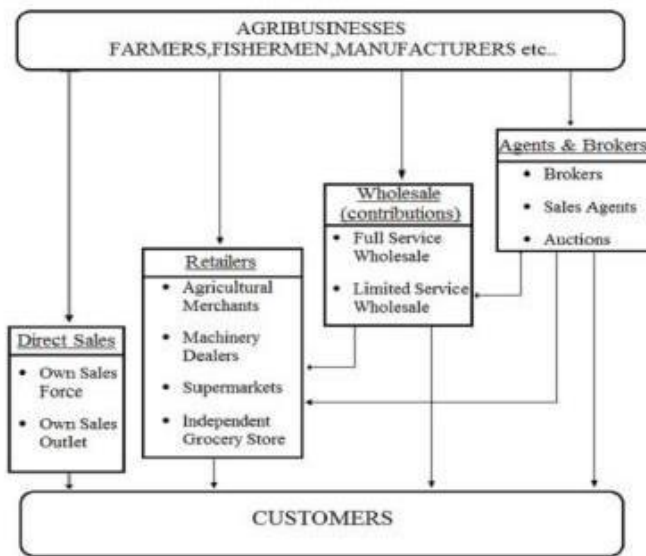 AGRIBUSINESSES
FARMERS,FISHERMEN,MANUFACTURERS etc..
Agents & Brokers
• Brokers
• Sales Agents
• Auctions
Wholesale
(contributions)
• Full Service
Wholesale
• Limited Service
Wholesale
Retailers
• Agricultural
Merchants
• Machinery
Dealers
• Supermarkets
• Independent
Grocery Store
Direct Sales
• Own Sales
Force
• Own Sales
Outlet
CUSTOMERS